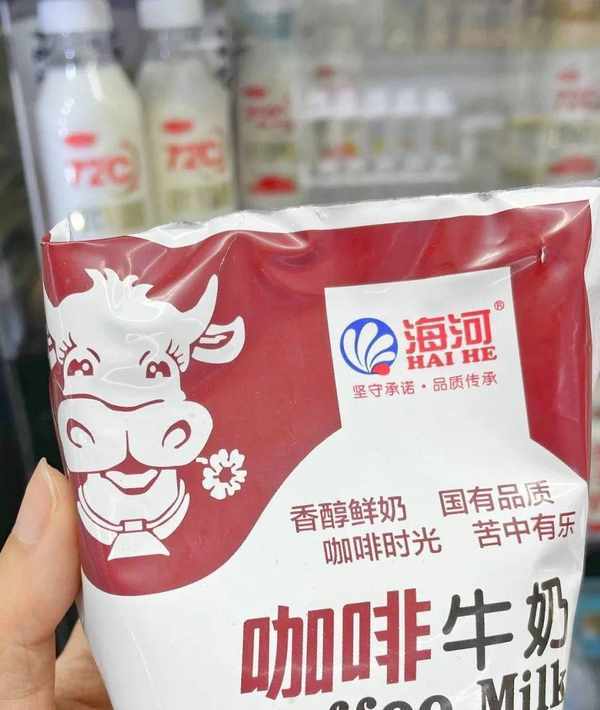 72℃
72℃
海河®
HAI HE
坚守承诺·品质传承
香醇鲜奶 国有品质
咖啡时光 苦中有乐
咖啡牛奶
Milk